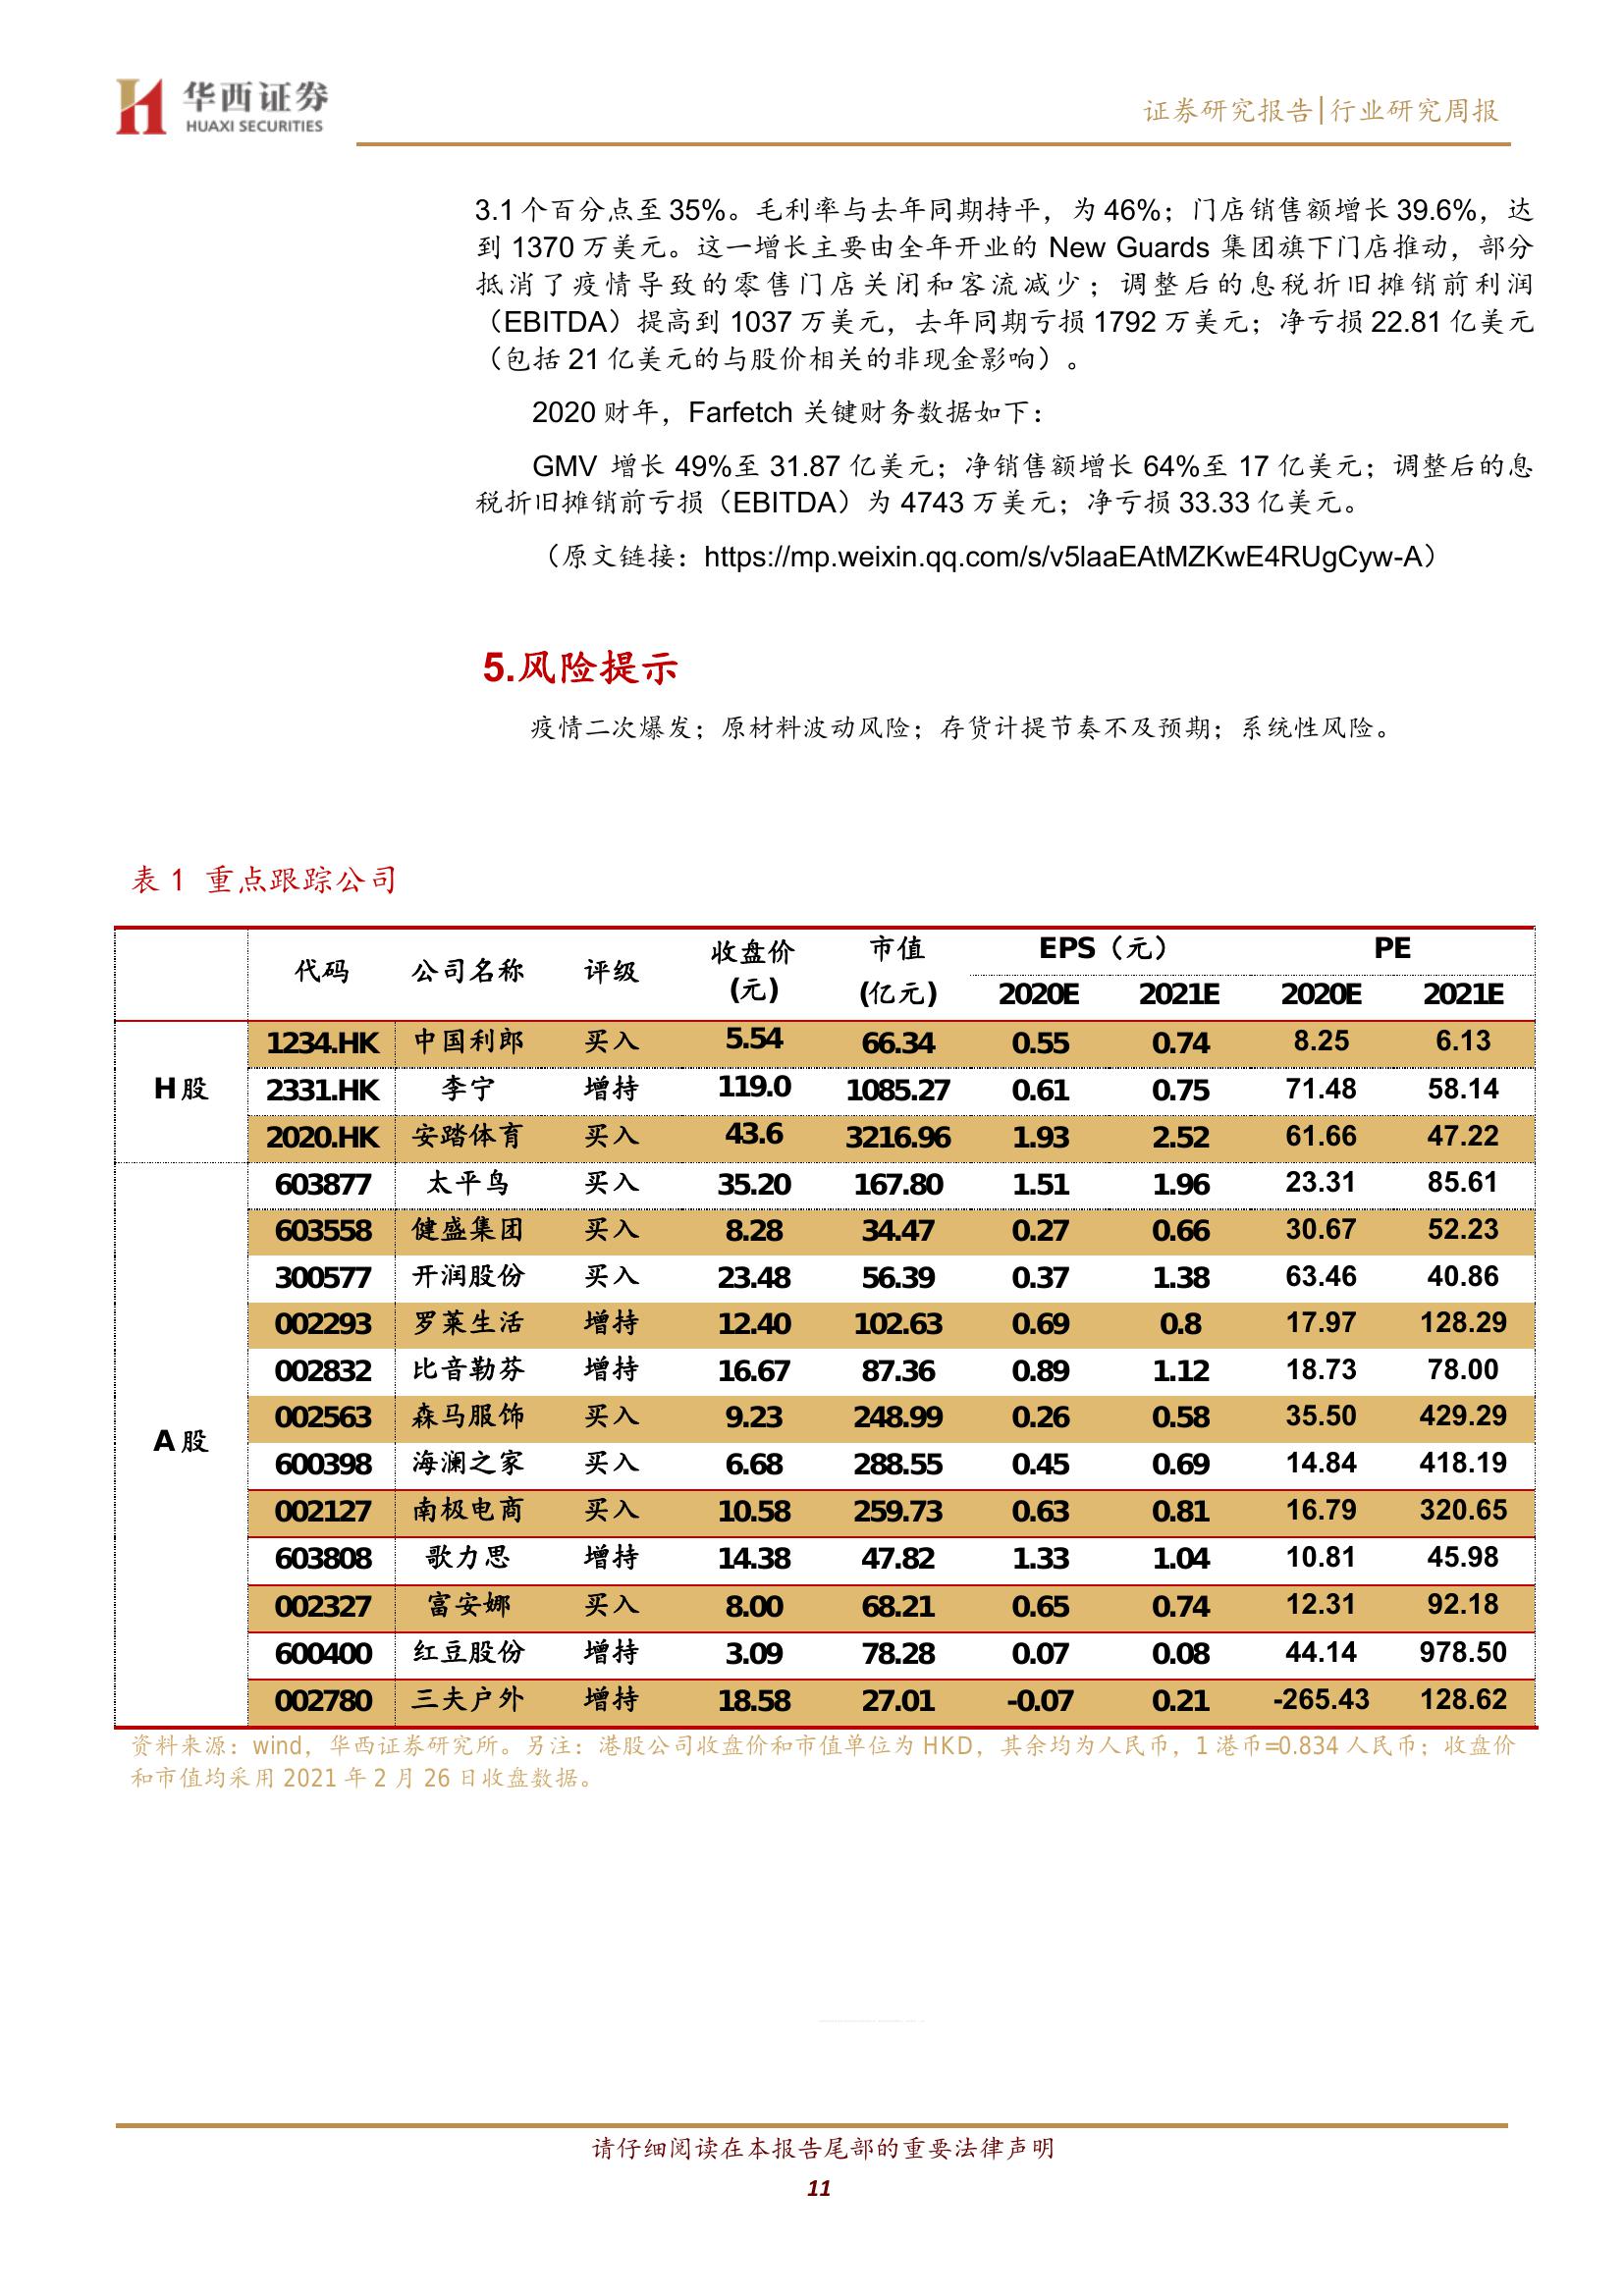 华西证券
HUAXI SECURITIES
证券研究报告|行业研究周报
3.1 个百分点至 35%。毛利率与去年同期持平，为 46%；门店销售额增长 39.6%，达
到 1370 万美元。这一增长主要由全年开业的 New Guards 集团旗下门店推动，部分
抵消了疫情导致的零售门店关闭和客流减少；调整后的息税折旧摊销前利润
（EBITDA）提高到 1037 万美元，去年同期亏损 1792 万美元；净亏损 22.81 亿美元
（包括 21 亿美元的与股价相关的非现金影响）。
2020 财年，Farfetch 关键财务数据如下：
GMV 增长 49%至 31.87 亿美元；净销售额增长 64%至 17 亿美元；调整后的息
税折旧摊销前亏损（EBITDA）为 4743 万美元；净亏损 33.33 亿美元。
（原文链接：https://mp.weixin.qq.com/s/v5laaEAtMZKwE4RUgCyw-A）
5.风险提示
疫情二次爆发；原材料波动风险；存货计提节奏不及预期；系统性风险。
表 1 重点跟踪公司
代码 公司名称 评级 收盘价(元) 市值(亿元) EPS（元） PE
2020E 2021E 2020E 2021E
H 股
1234.HK 中国利郎 买入 5.54 66.34 0.55 0.74 8.25 6.13
2331.HK 李宁 增持 119.0 1085.27 0.61 0.75 71.48 58.14
2020.HK 安踏体育 买入 43.6 3216.96 1.93 2.52 61.66 47.22
A 股
603877 太平鸟 买入 35.20 167.80 1.51 1.96 23.31 85.61
603558 健盛集团 买入 8.28 34.47 0.27 0.66 30.67 52.23
300577 开润股份 买入 23.48 56.39 0.37 1.38 63.46 40.86
002293 罗莱生活 增持 12.40 102.63 0.69 0.8 17.97 128.29
002832 比音勒芬 增持 16.67 87.36 0.89 1.12 18.73 78.00
002563 森马服饰 买入 9.23 248.99 0.26 0.58 35.50 429.29
600398 海澜之家 买入 6.68 288.55 0.45 0.69 14.84 418.19
002127 南极电商 买入 10.58 259.73 0.63 0.81 16.79 320.65
603808 歌力思 增持 14.38 47.82 1.33 1.04 10.81 45.98
002327 富安娜 买入 8.00 68.21 0.65 0.74 12.31 92.18
600400 红豆股份 增持 3.09 78.28 0.07 0.08 44.14 978.50
002780 三夫户外 增持 18.58 27.01 -0.07 0.21 -265.43 128.62
资料来源：wind，华西证券研究所。另注：港股公司收盘价和市值单位为 HKD，其余均为人民币，1 港币=0.834 人民币；收盘价
和市值均采用 2021 年 2 月 26 日收盘数据。
请仔细阅读在本报告尾部的重要法律声明
11